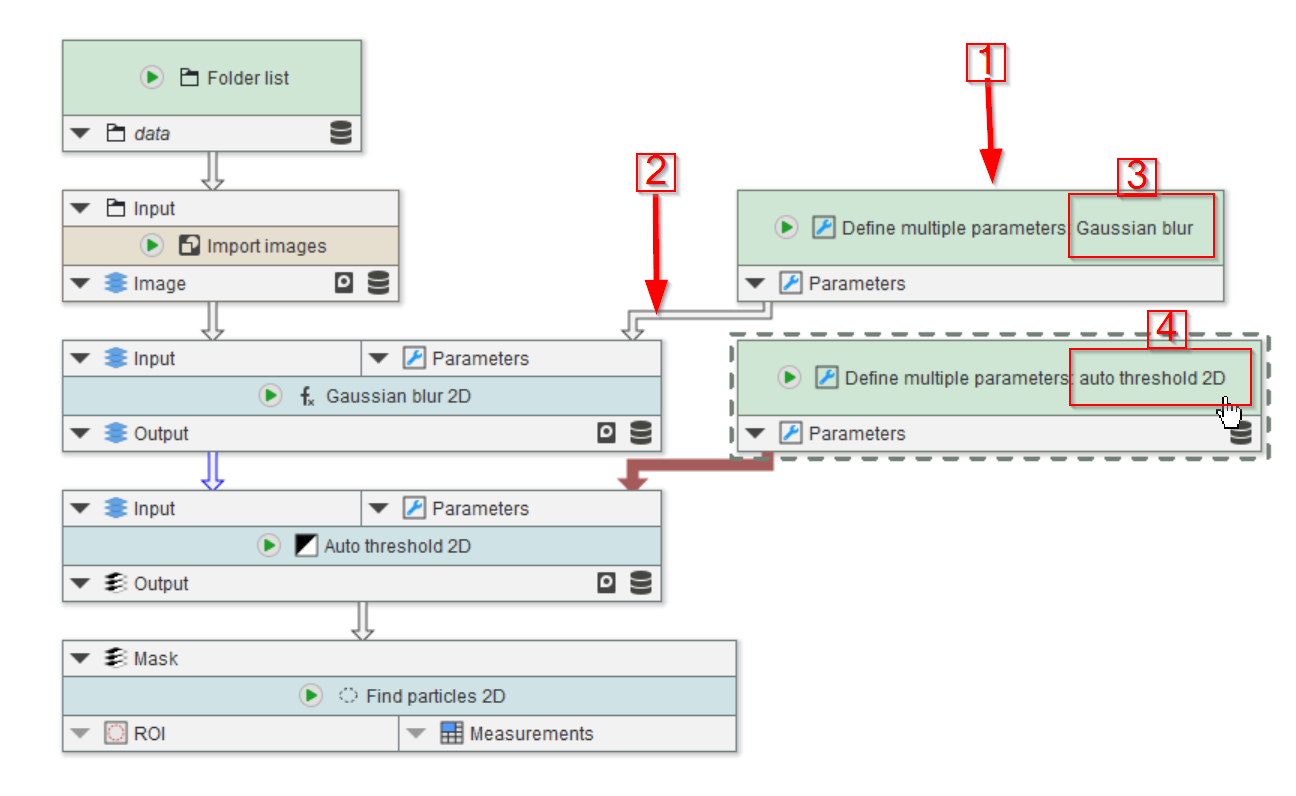 Folder list
data
1
2
3
Input
Import images
Image
Define multiple parameters: Gaussian blur
Parameters
4
Input
Parameters
Gaussian blur 2D
Output
Define multiple parameters: auto threshold 2D
Parameters
Input
Parameters
Auto threshold 2D
Output
Mask
Find particles 2D
ROI
Measurements